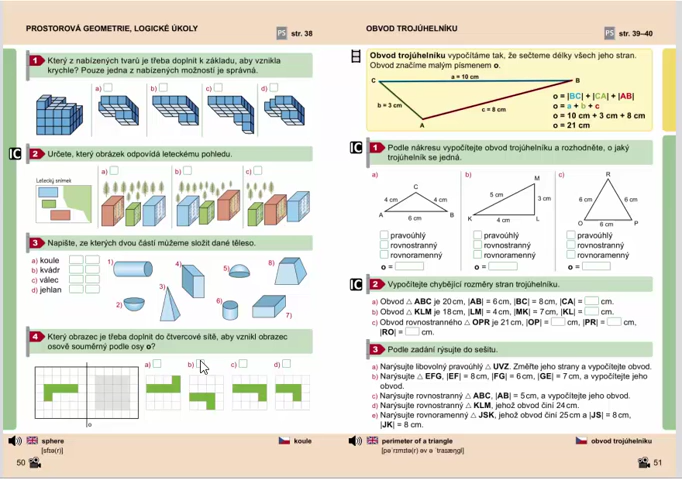 PROSTOROVÁ GEOMETRIE, LOGICKÉ ÚKOLY
PS str. 38
1 Který z nabízených tvarů je třeba doplnit k základu, aby vznikla
krychle? Pouze jedna z nabízených možností je správná.
a) b) c) d)
2 Určete, který obrázek odpovídá leteckému pohledu.
Letecký snímek
a) b) c)
3 Napište, ze kterých dvou částí můžeme složit dané těleso.
a) koule
b) kvádr
c) válec
d) jehlan
1) 2) 3) 4) 5) 6) 7) 8)
4 Který obrazec je třeba doplnit do čtvercové sítě, aby vznikl obrazec
osově souměrný podle osy o?
a) b) c) d)
o
sphere
koule
50
OBVOD TROJÚHELNÍKU
PS str. 39–40
Obvod trojúhelníku vypočítáme tak, že sečteme délky všech jeho stran.
Obvod značíme malým písmenem o.
C a = 10 cm B
b = 3 cm
c = 8 cm
A
o = |BC| + |CA| + |AB|
o = a + b + c
o = 10 cm + 3 cm + 8 cm
o = 21 cm
1 Podle nákresu vypočítejte obvod trojúhelníku a rozhodněte, o jaký
trojúhelník se jedná.
a)
C
4 cm 4 cm
A 6 cm B
pravoúhlý
rovnostranný
rovnoramenný
o =
b)
M
5 cm 3 cm
K 4 cm L
pravoúhlý
rovnostranný
rovnoramenný
o =
c)
R
6 cm 6 cm
O 6 cm P
pravoúhlý
rovnostranný
rovnoramenný
o =
2 Vypočítejte chybějící rozměry stran trojúhelníku.
a) Obvod △ ABC je 20 cm, |AB| = 6 cm, |BC| = 8 cm, |CA| = cm.
b) Obvod △ KLM je 18 cm, |LM| = 4 cm, |MK| = 7 cm, |KL| = cm.
c) Obvod rovnostranného △ OPR je 21 cm, |OP| = cm, |PR| = cm,
|RO| = cm.
3 Podle zadání rýsujte do sešitu.
a) Narýsujte libovolný pravoúhlý △ UVZ. Změřte jeho strany a vypočítejte obvod.
b) Narýsujte △ EFG, |EF| = 8 cm, |FG| = 6 cm, |GE| = 7 cm, a vypočítejte jeho
obvod.
c) Narýsujte rovnostranný △ ABC, |AB| = 5 cm, a vypočítejte jeho obvod.
d) Narýsujte rovnostranný △ KLM, jehož obvod činí 24 cm.
e) Narýsujte rovnoramenný △ JSK, jehož obvod činí 25 cm a |JS| = 8 cm,
|JK| = 8 cm.
perimeter of a triangle
obvod trojúhelníku
51